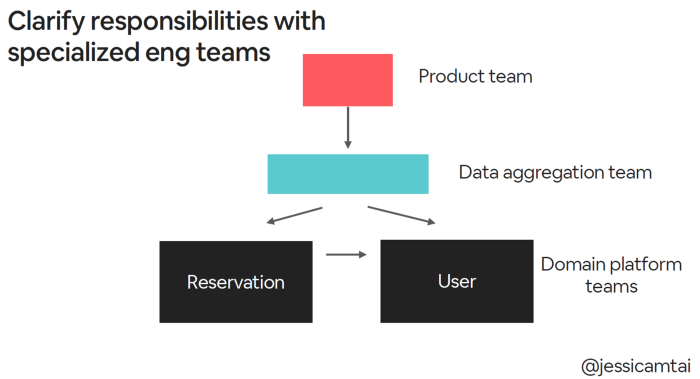 Clarify responsibilities with
specialized eng teams
Product team
Data aggregation team
Reservation
User
Domain platform
teams
@jessicamtai